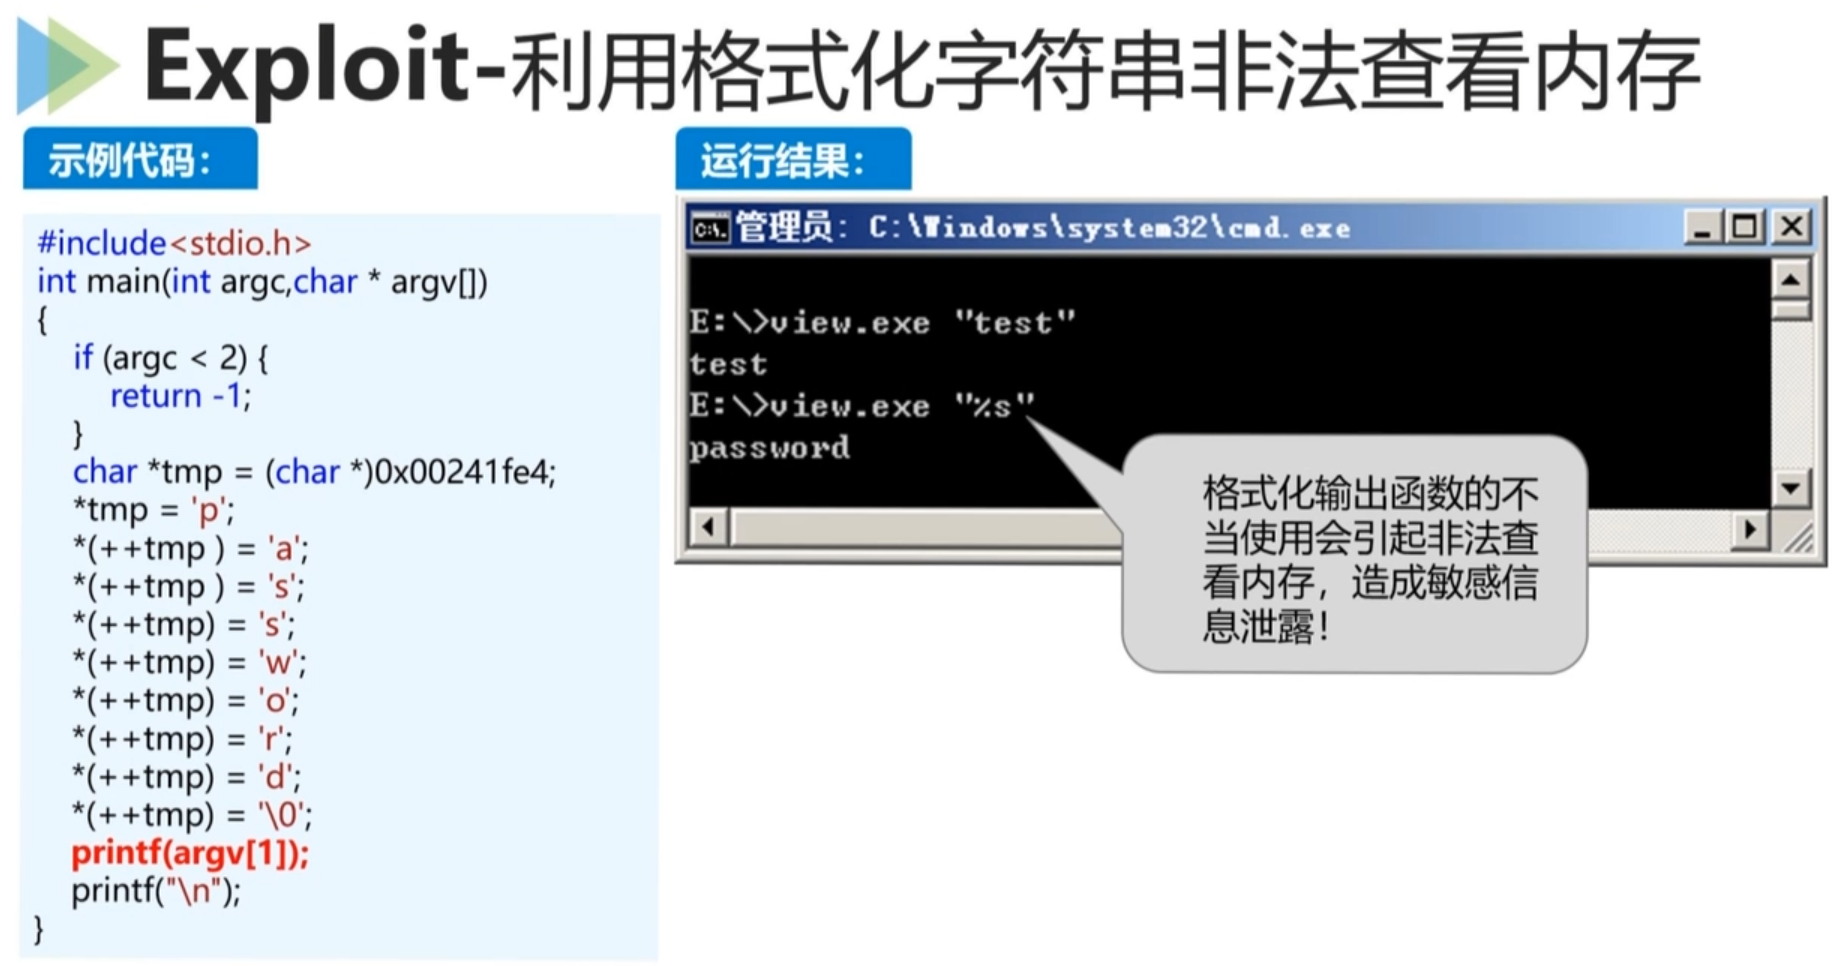 Exploit-利用格式化字符串非法查看内存
示例代码：
#include<stdio.h>
int main(int argc,char * argv[])
{
if (argc < 2) {
return -1;
}
char *tmp = (char *)0x00241fe4;
*tmp = 'p';
*(++tmp ) = 'a';
*(++tmp ) = 's';
*(++tmp) = 's';
*(++tmp) = 'w';
*(++tmp) = 'o';
*(++tmp) = 'r';
*(++tmp) = 'd';
*(++tmp) = '\0';
printf(argv[1]);
printf("\n");
}
运行结果：
管理员: C:\Windows\system32\cmd.exe
E:\>view.exe "test"
test
E:\>view.exe "%s"
password
格式化输出函数的不
当使用会引起非法查
看内存，造成敏感信
息泄露！